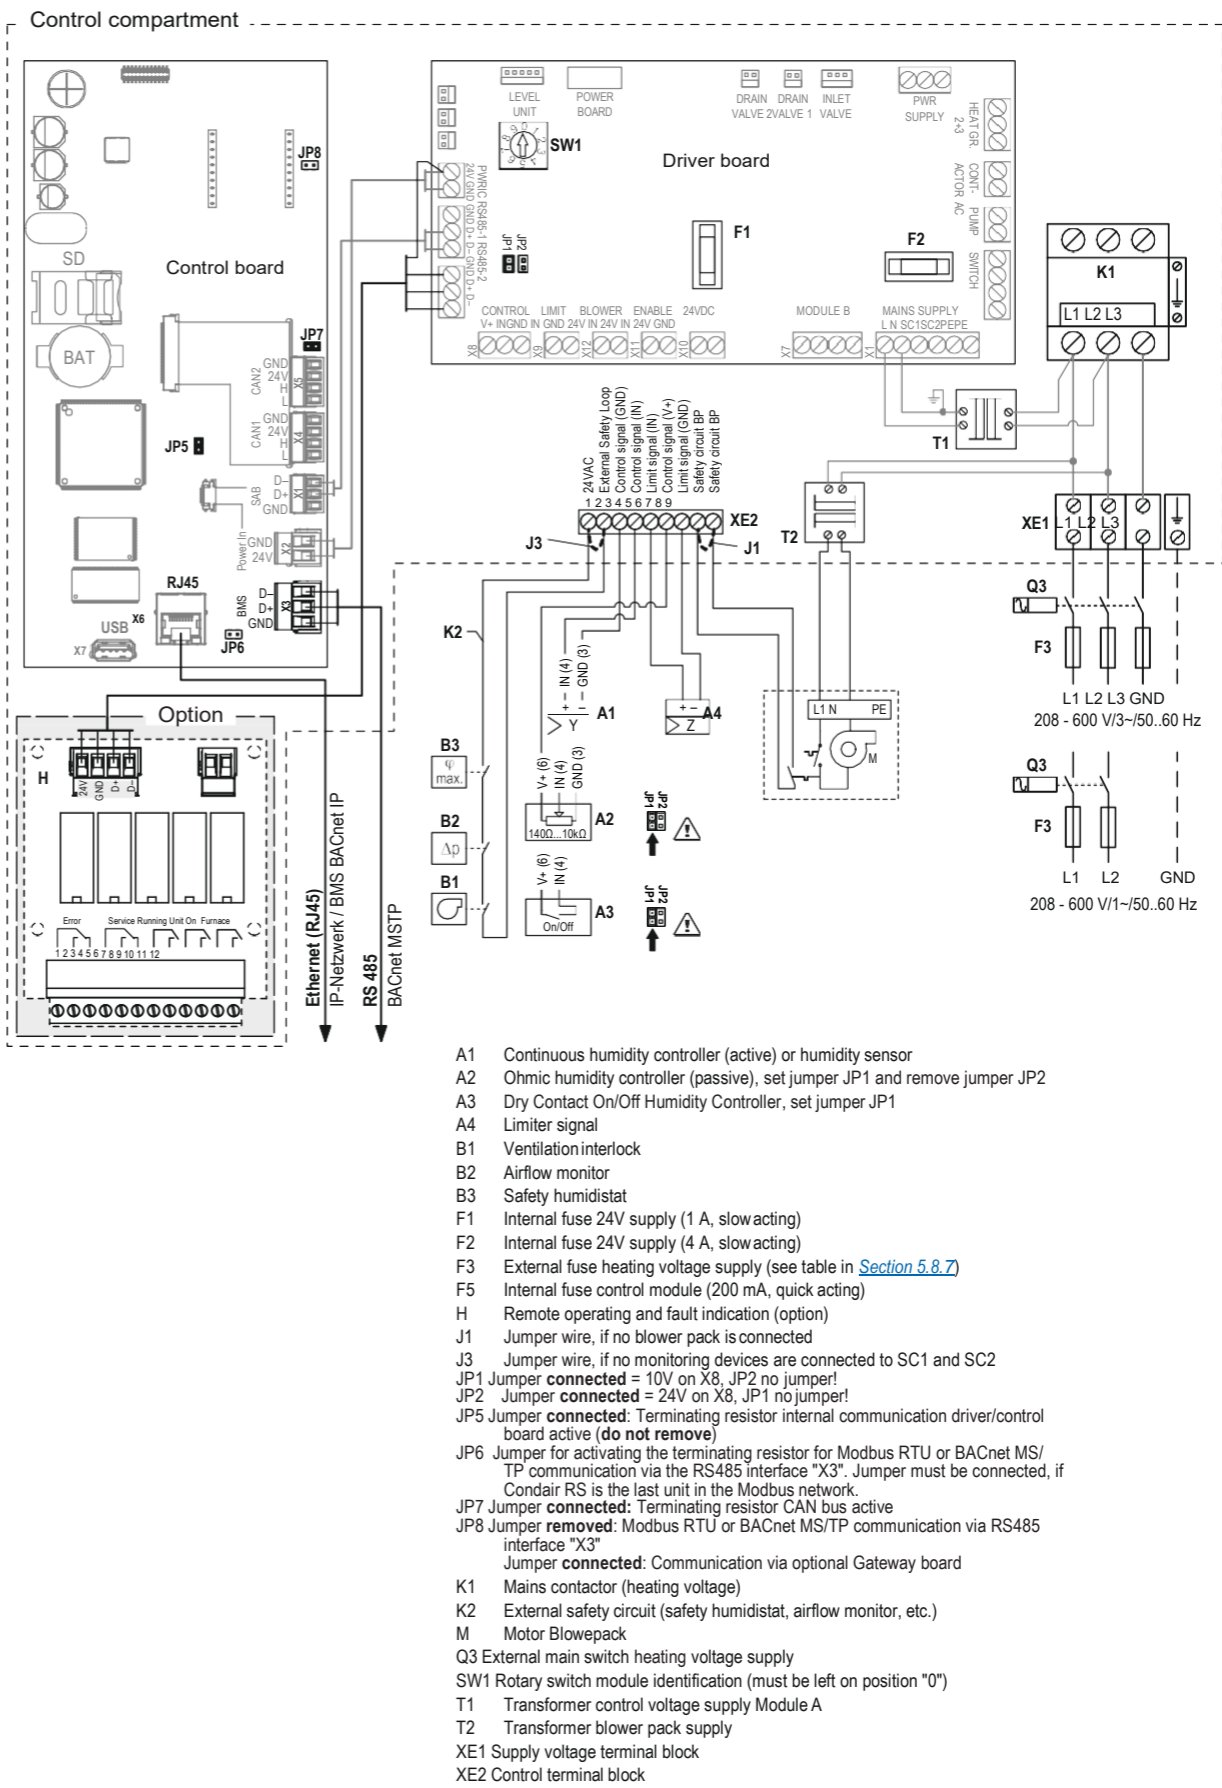 Control compartment
LEVEL UNIT
POWER BOARD
DRAIN VALVE 2
DRAIN VALVE 1
INLET VALVE
PWR SUPPLY
HEAT GR. 2+3
CONT-ACTOR AC
PUMP
SWITCH
SW1
Driver board
PWRIC RS485-1 RS485-2
24V GND GND D+ D– GND D+ D–
JP1
JP2
F1
F2
CONTROL LIMIT BLOWER ENABLE 24VDC
V+ INGND IN GND 24V IN 24V IN 24V GND
X8
X9
X12
X11
X10
MODULE B
X7
MAINS SUPPLY
L N SC1SC2PEPE
X1
K1
L1 L2 L3
JP8
SD
Control board
BAT
JP7
GND
24V
H
L
CAN2
X5
GND
24V
H
L
CAN1
X4
JP5
D–
D+
GND
SAB
X1
GND
24V
Power In
X2
RJ45
BMS
D–
D+
GND
X3
X6
USB
X7
JP6
24VAC
External Safety Loop
Control signal (GND)
Control signal (IN)
Limit signal (IN)
Control signal (V+)
Limit signal (GND)
Safety circuit BP
Safety circuit BP
1 2 3 4 5 6 7 8 9
XE2
J3
J1
T1
T2
XE1
L1 L2 L3
Q3
F3
L1 L2 L3 GND
208 - 600 V/3~/50..60 Hz
Q3
F3
L1 L2 GND
208 - 600 V/1~/50..60 Hz
K2
IN (4)
GND (3)
+ –
Y
A1
+ –
Z
A4
L1 N PE
M
B3
φ
max.
V+ (6)
IN (4)
GND (3)
A2
140Ω...10kΩ
JP1
JP2
B2
Δp
B1
V+ (6)
IN (4)
A3
On/Off
JP1
JP2
Option
H
24V
GND
D+
D–
Error Service Running Unit On Furnace
1 2 3 4 5 6 7 8 9 10 11 12
Ethernet (RJ45)
IP-Netzwerk / BMS BACnet IP
RS 485
BACnet MSTP
A1 Continuous humidity controller (active) or humidity sensor
A2 Ohmic humidity controller (passive), set jumper JP1 and remove jumper JP2
A3 Dry Contact On/Off Humidity Controller, set jumper JP1
A4 Limiter signal
B1 Ventilation interlock
B2 Airflow monitor
B3 Safety humidistat
F1 Internal fuse 24V supply (1 A, slow acting)
F2 Internal fuse 24V supply (4 A, slow acting)
F3 External fuse heating voltage supply (see table in Section 5.8.7)
F5 Internal fuse control module (200 mA, quick acting)
H Remote operating and fault indication (option)
J1 Jumper wire, if no blower pack is connected
J3 Jumper wire, if no monitoring devices are connected to SC1 and SC2
JP1 Jumper connected = 10V on X8, JP2 no jumper!
JP2 Jumper connected = 24V on X8, JP1 no jumper!
JP5 Jumper connected: Terminating resistor internal communication driver/control
board active (do not remove)
JP6 Jumper for activating the terminating resistor for Modbus RTU or BACnet MS/
TP communication via the RS485 interface "X3". Jumper must be connected, if
Condair RS is the last unit in the Modbus network.
JP7 Jumper connected: Terminating resistor CAN bus active
JP8 Jumper removed: Modbus RTU or BACnet MS/TP communication via RS485
interface "X3"
Jumper connected: Communication via optional Gateway board
K1 Mains contactor (heating voltage)
K2 External safety circuit (safety humidistat, airflow monitor, etc.)
M Motor Blowepack
Q3 External main switch heating voltage supply
SW1 Rotary switch module identification (must be left on position "0")
T1 Transformer control voltage supply Module A
T2 Transformer blower pack supply
XE1 Supply voltage terminal block
XE2 Control terminal block